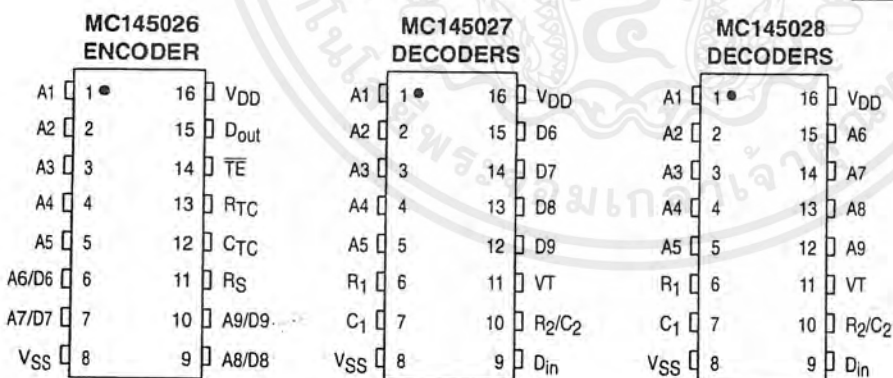 MC145026
ENCODER
A1 1 16 VDD
A2 2 15 Dout
A3 3 14 TE
A4 4 13 RTC
A5 5 12 CTC
A6/D6 6 11 RS
A7/D7 7 10 A9/D9
VSS 8 9 A8/D8
MC145027
DECODERS
A1 1 16 VDD
A2 2 15 D6
A3 3 14 D7
A4 4 13 D8
A5 5 12 D9
R1 6 11 VT
C1 7 10 R2/C2
VSS 8 9 Din
MC145028
DECODERS
A1 1 16 VDD
A2 2 15 A6
A3 3 14 A7
A4 4 13 A8
A5 5 12 A9
R1 6 11 VT
C1 7 10 R2/C2
VSS 8 9 Din